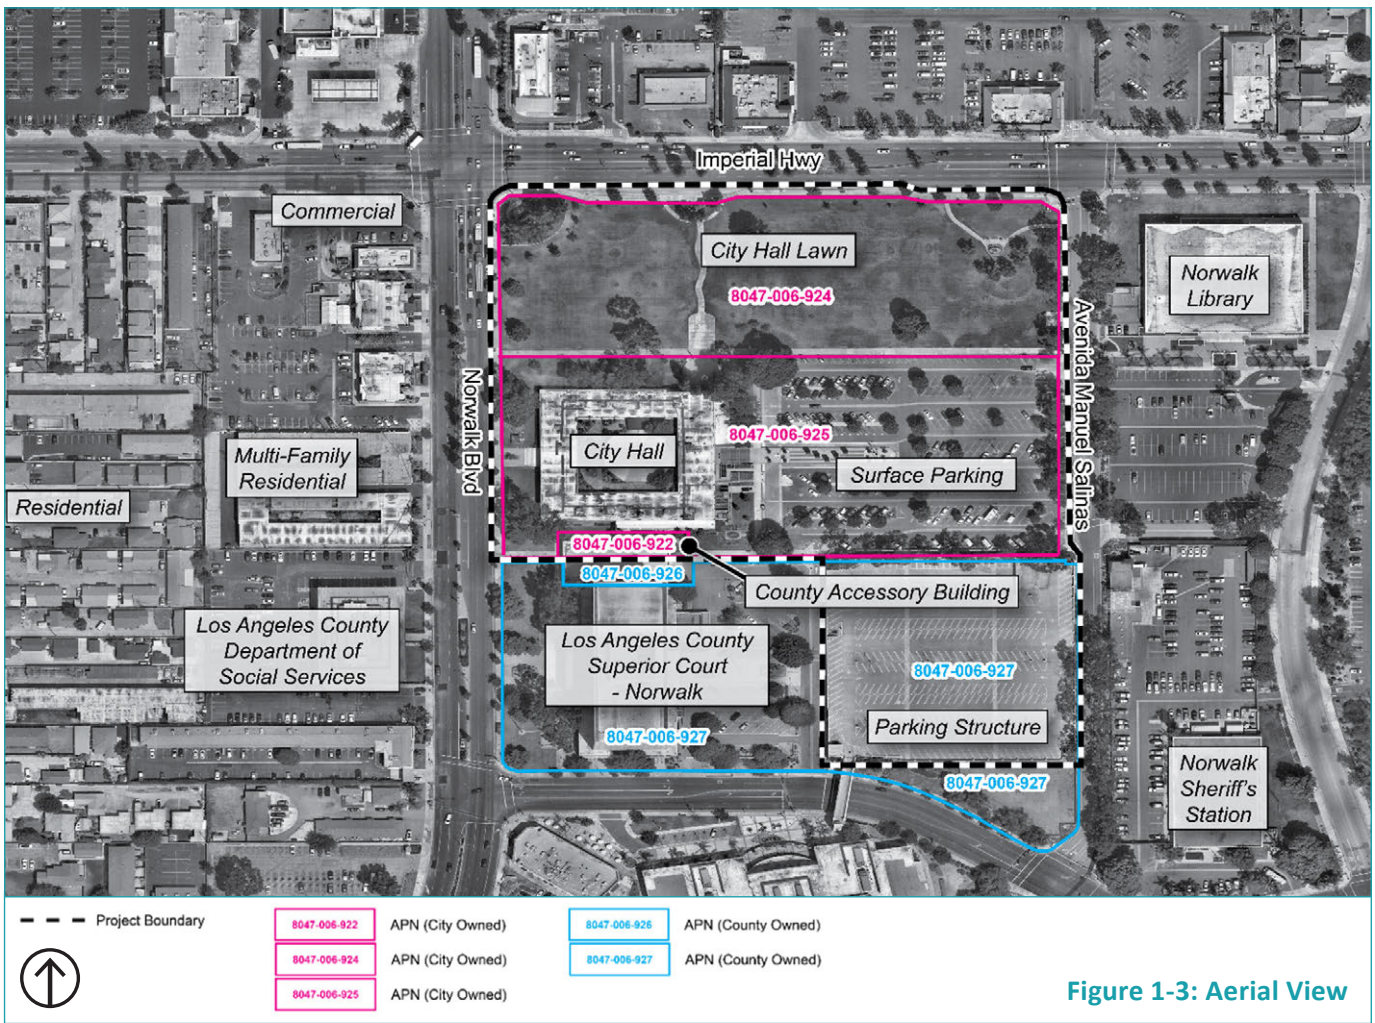 Imperial Hwy
Commercial
City Hall Lawn
8047-006-924
Norwalk
Library
Avenida Manuel Salinas
Norwalk Blvd
City Hall
8047-006-925
Surface Parking
Multi-Family
Residential
Residential
8047-006-922
8047-006-926
County Accessory Building
Los Angeles County
Department of
Social Services
Los Angeles County
Superior Court
- Norwalk
8047-006-927
8047-006-927
Parking Structure
8047-006-927
Norwalk
Sheriff's
Station
Project Boundary
8047-006-922 APN (City Owned)
8047-006-924 APN (City Owned)
8047-006-925 APN (City Owned)
8047-006-926 APN (County Owned)
8047-006-927 APN (County Owned)
Figure 1-3: Aerial View